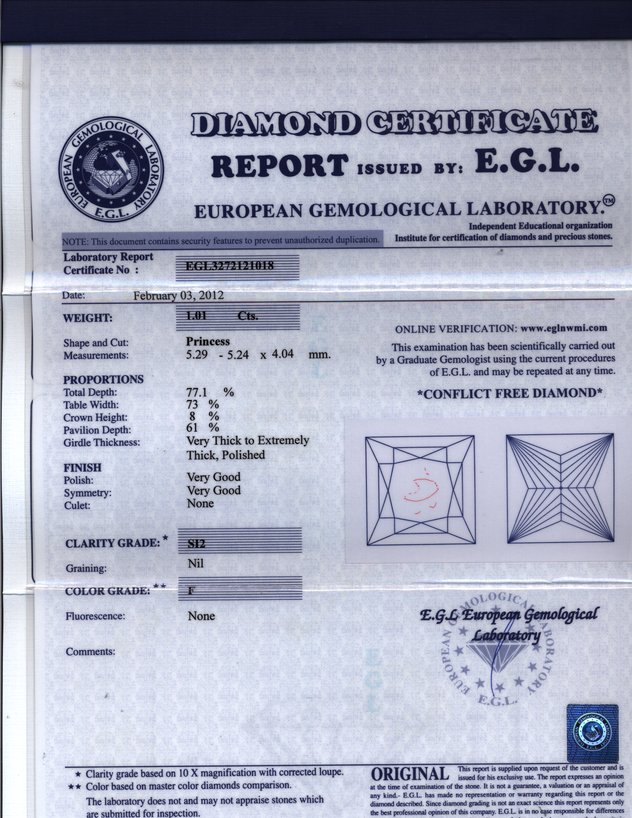 DIAMOND CERTIFICATE
REPORT ISSUED BY: E.G.L.
EUROPEAN GEMOLOGICAL LABORATORY.™
EUROPEAN GEMOLOGICAL LABORATORY
E.G.L.
Independent Educational organization
NOTE: This document contains security features to prevent unauthorized duplication.
Institute for certification of diamonds and precious stones.
Laboratory Report
Certificate No : EGL3272121018
Date: February 03, 2012
WEIGHT: 1.01 Cts.
Shape and Cut: Princess
Measurements: 5.29 - 5.24 x 4.04 mm.
PROPORTIONS
Total Depth: 77.1 %
Table Width: 73 %
Crown Height: 8 %
Pavilion Depth: 61 %
Girdle Thickness: Very Thick to Extremely
Thick, Polished
FINISH
Polish: Very Good
Symmetry: Very Good
Culet: None
CLARITY GRADE: * SI2
Graining: Nil
COLOR GRADE: ** F
Fluorescence: None
Comments:
ONLINE VERIFICATION: www.eglnwmi.com
This examination has been scientifically carried out
by a Graduate Gemologist using the current procedures
of E.G.L. and may be repeated at any time.
*CONFLICT FREE DIAMOND*
E.G.L European Gemological
Laboratory
EUROPEAN GEMOLOGICAL LABORATORY
E.G.L.
★ Clarity grade based on 10 X magnification with corrected loupe.
★★ Color based on master color diamonds comparison.
The laboratory does not and may not appraise stones which
are submitted for inspection.
ORIGINAL This report is supplied upon request of the customer and is
issued for his exclusive use. The report expresses an opinion
at the time of examination of the stone. It is not a guarantee, a valuation or an appraisal of
any kind.- E.G.L. has made no representation or warranty regarding this report or the
diamond described. Since diamond grading is not an exact science this report represents only
the best professional opinion of this company. E.G.L. is in no case responsible for differences